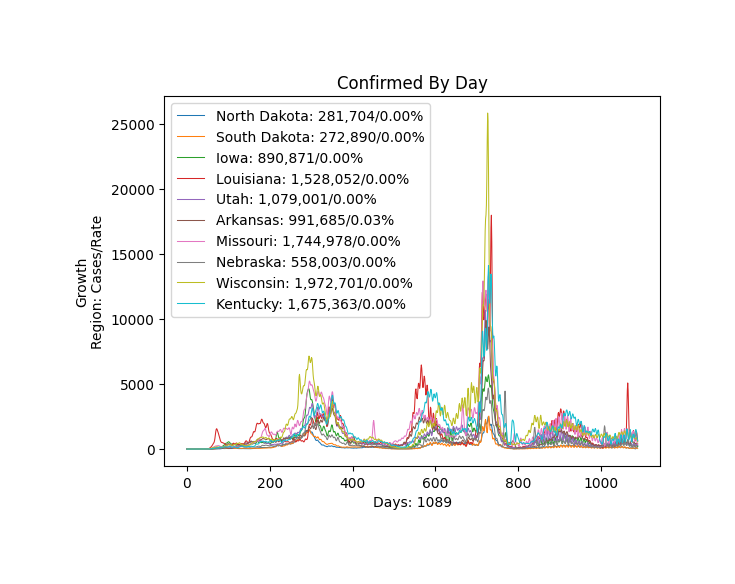 Confirmed By Day
North Dakota: 281,704/0.00%
South Dakota: 272,890/0.00%
Iowa: 890,871/0.00%
Louisiana: 1,528,052/0.00%
Utah: 1,079,001/0.00%
Arkansas: 991,685/0.03%
Missouri: 1,744,978/0.00%
Nebraska: 558,003/0.00%
Wisconsin: 1,972,701/0.00%
Kentucky: 1,675,363/0.00%
25000
20000
15000
10000
5000
0
Growth
Region: Cases/Rate
0 200 400 600 800 1000
Days: 1089